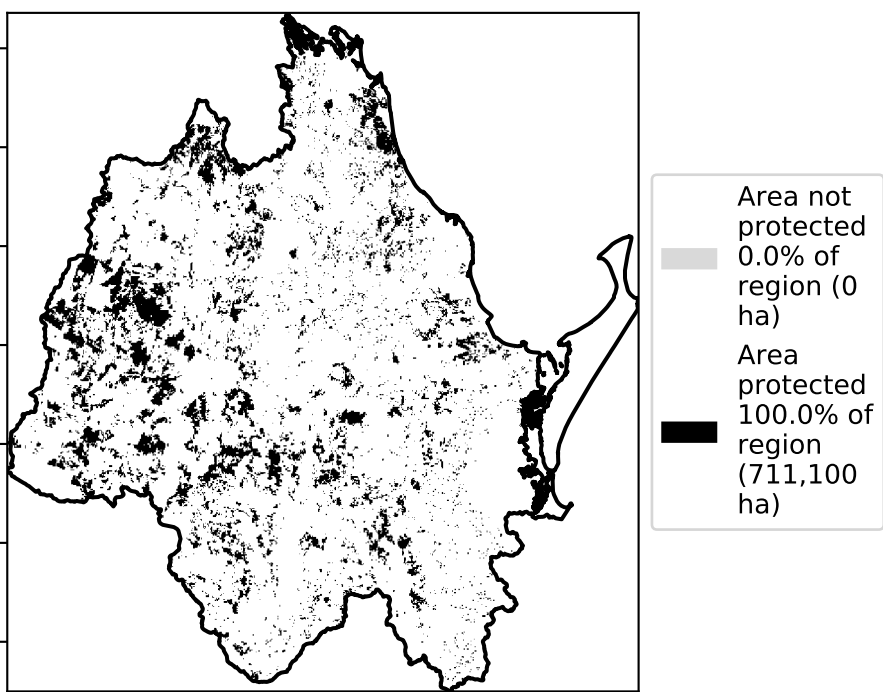 Area not
protected
0.0% of
region (0
ha)
Area
protected
100.0% of
region
(711,100
ha)